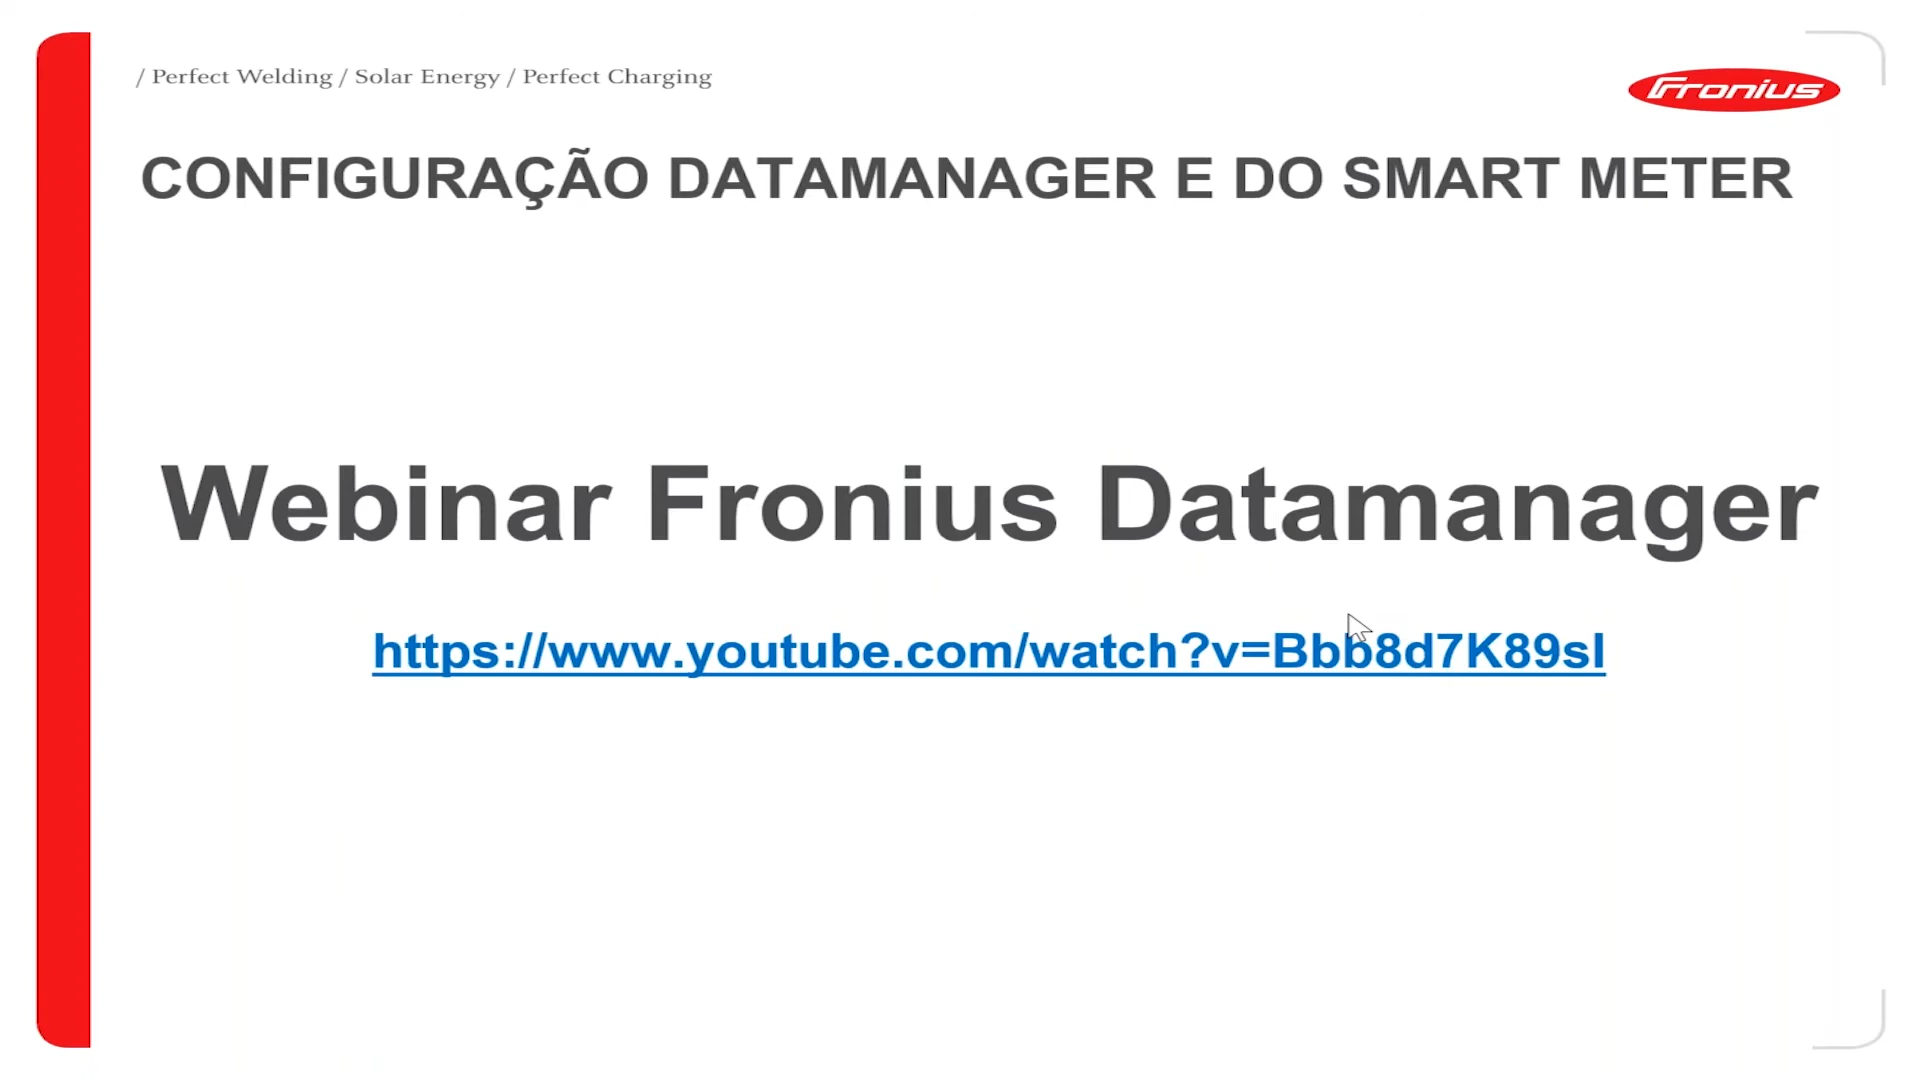 / Perfect Welding / Solar Energy / Perfect Charging
Fronius
CONFIGURAÇÃO DATAMANAGER E DO SMART METER
Webinar Fronius Datamanager
https://www.youtube.com/watch?v=Bbb8d7K89sI